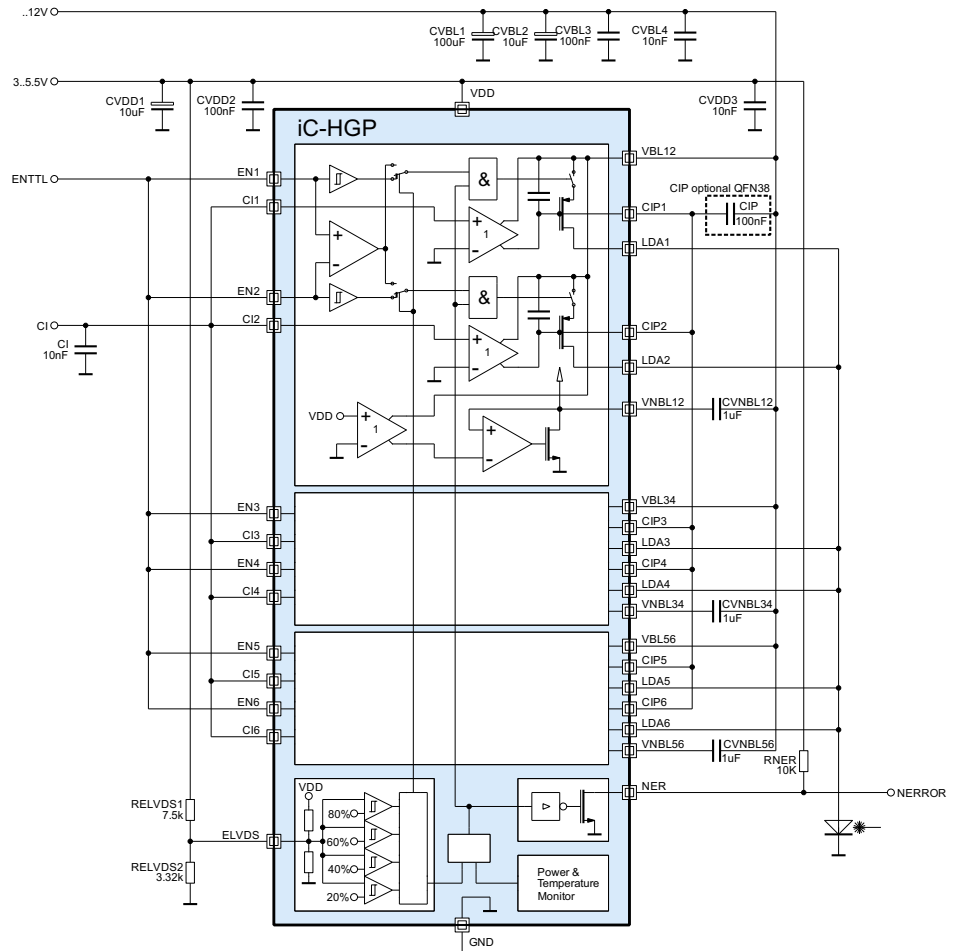 ..12V
CVBL1
100uF
CVBL2
10uF
CVBL3
100nF
CVBL4
10nF
3..5.5V
CVDD1
10uF
CVDD2
100nF
VDD
CVDD3
10nF
iC-HGP
ENTTL
EN1
CI1
EN2
CI2
CI
CI
10nF
&
+
-
1
+
-
&
+
-
1
VDD
+
-
1
+
-
VBL12
CIP optional QFN38
CIP
100nF
CIP1
LDA1
CIP2
LDA2
VNBL12
CVNBL12
1uF
EN3
CI3
EN4
CI4
VBL34
CIP3
LDA3
CIP4
LDA4
VNBL34
CVNBL34
1uF
EN5
CI5
EN6
CI6
VBL56
CIP5
LDA5
CIP6
LDA6
VNBL56
CVNBL56
1uF
RNER
10K
NER
NERROR
RELVDS1
7.5k
ELVDS
RELVDS2
3.32k
VDD
80%
60%
40%
20%
Power &
Temperature
Monitor
GND